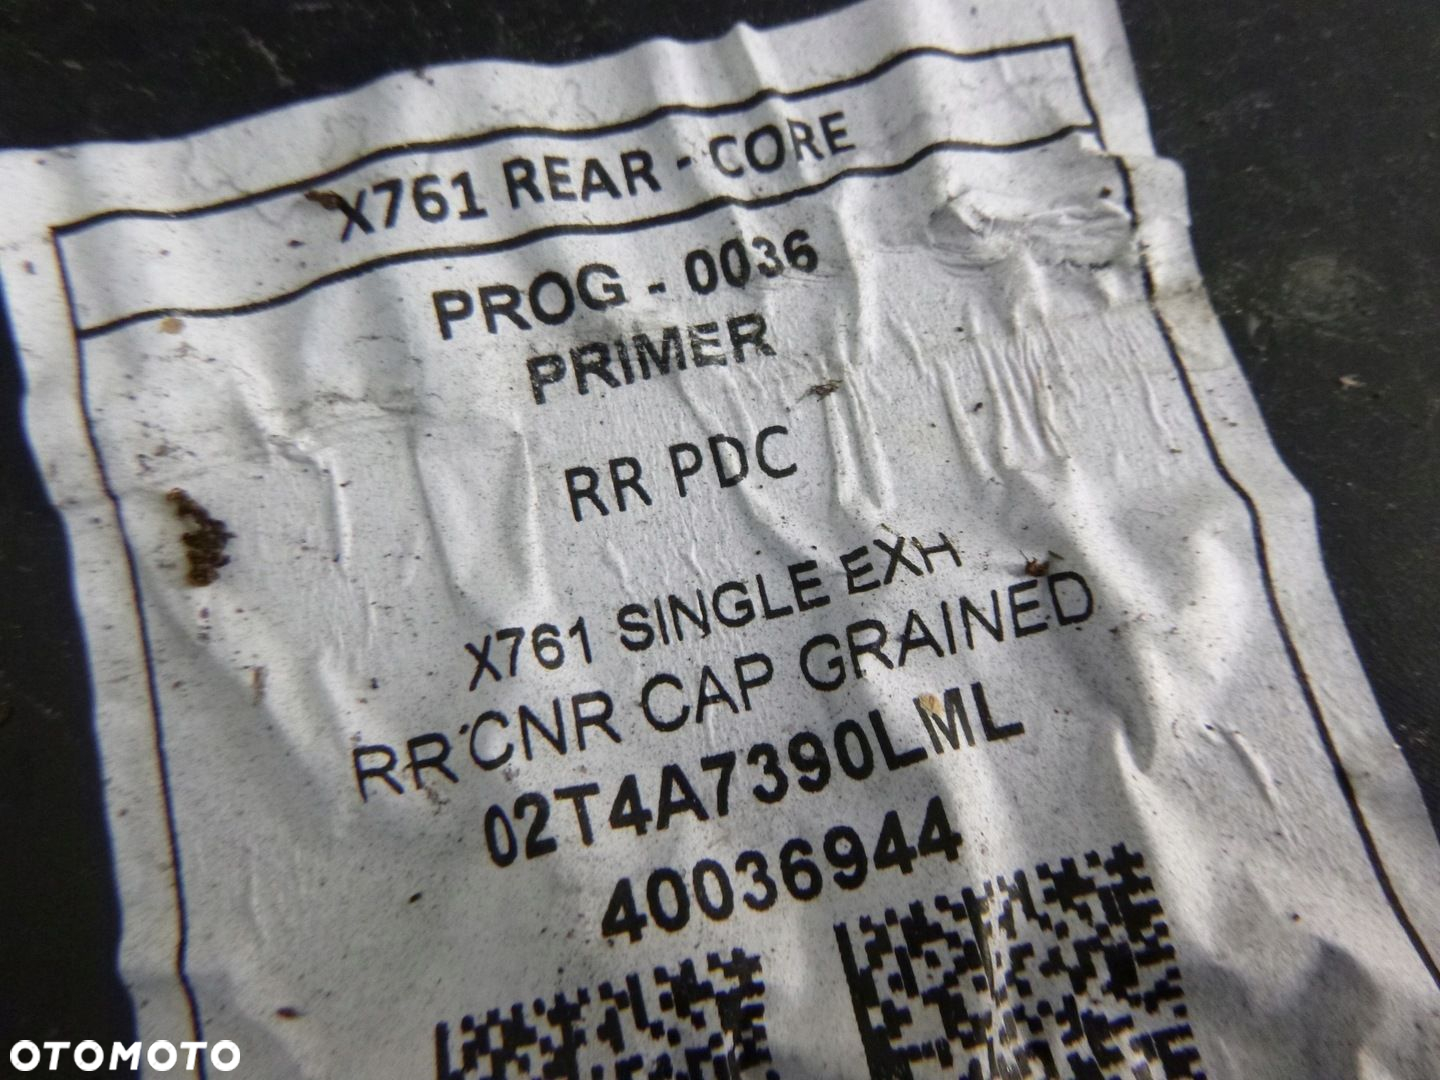 X761 REAR - CORE
PROG - 0036
PRIMER
RR PDC
X761 SINGLE EXH
RR CNR CAP GRAINED
02T4A7390LML
40036944
OTOMOTO